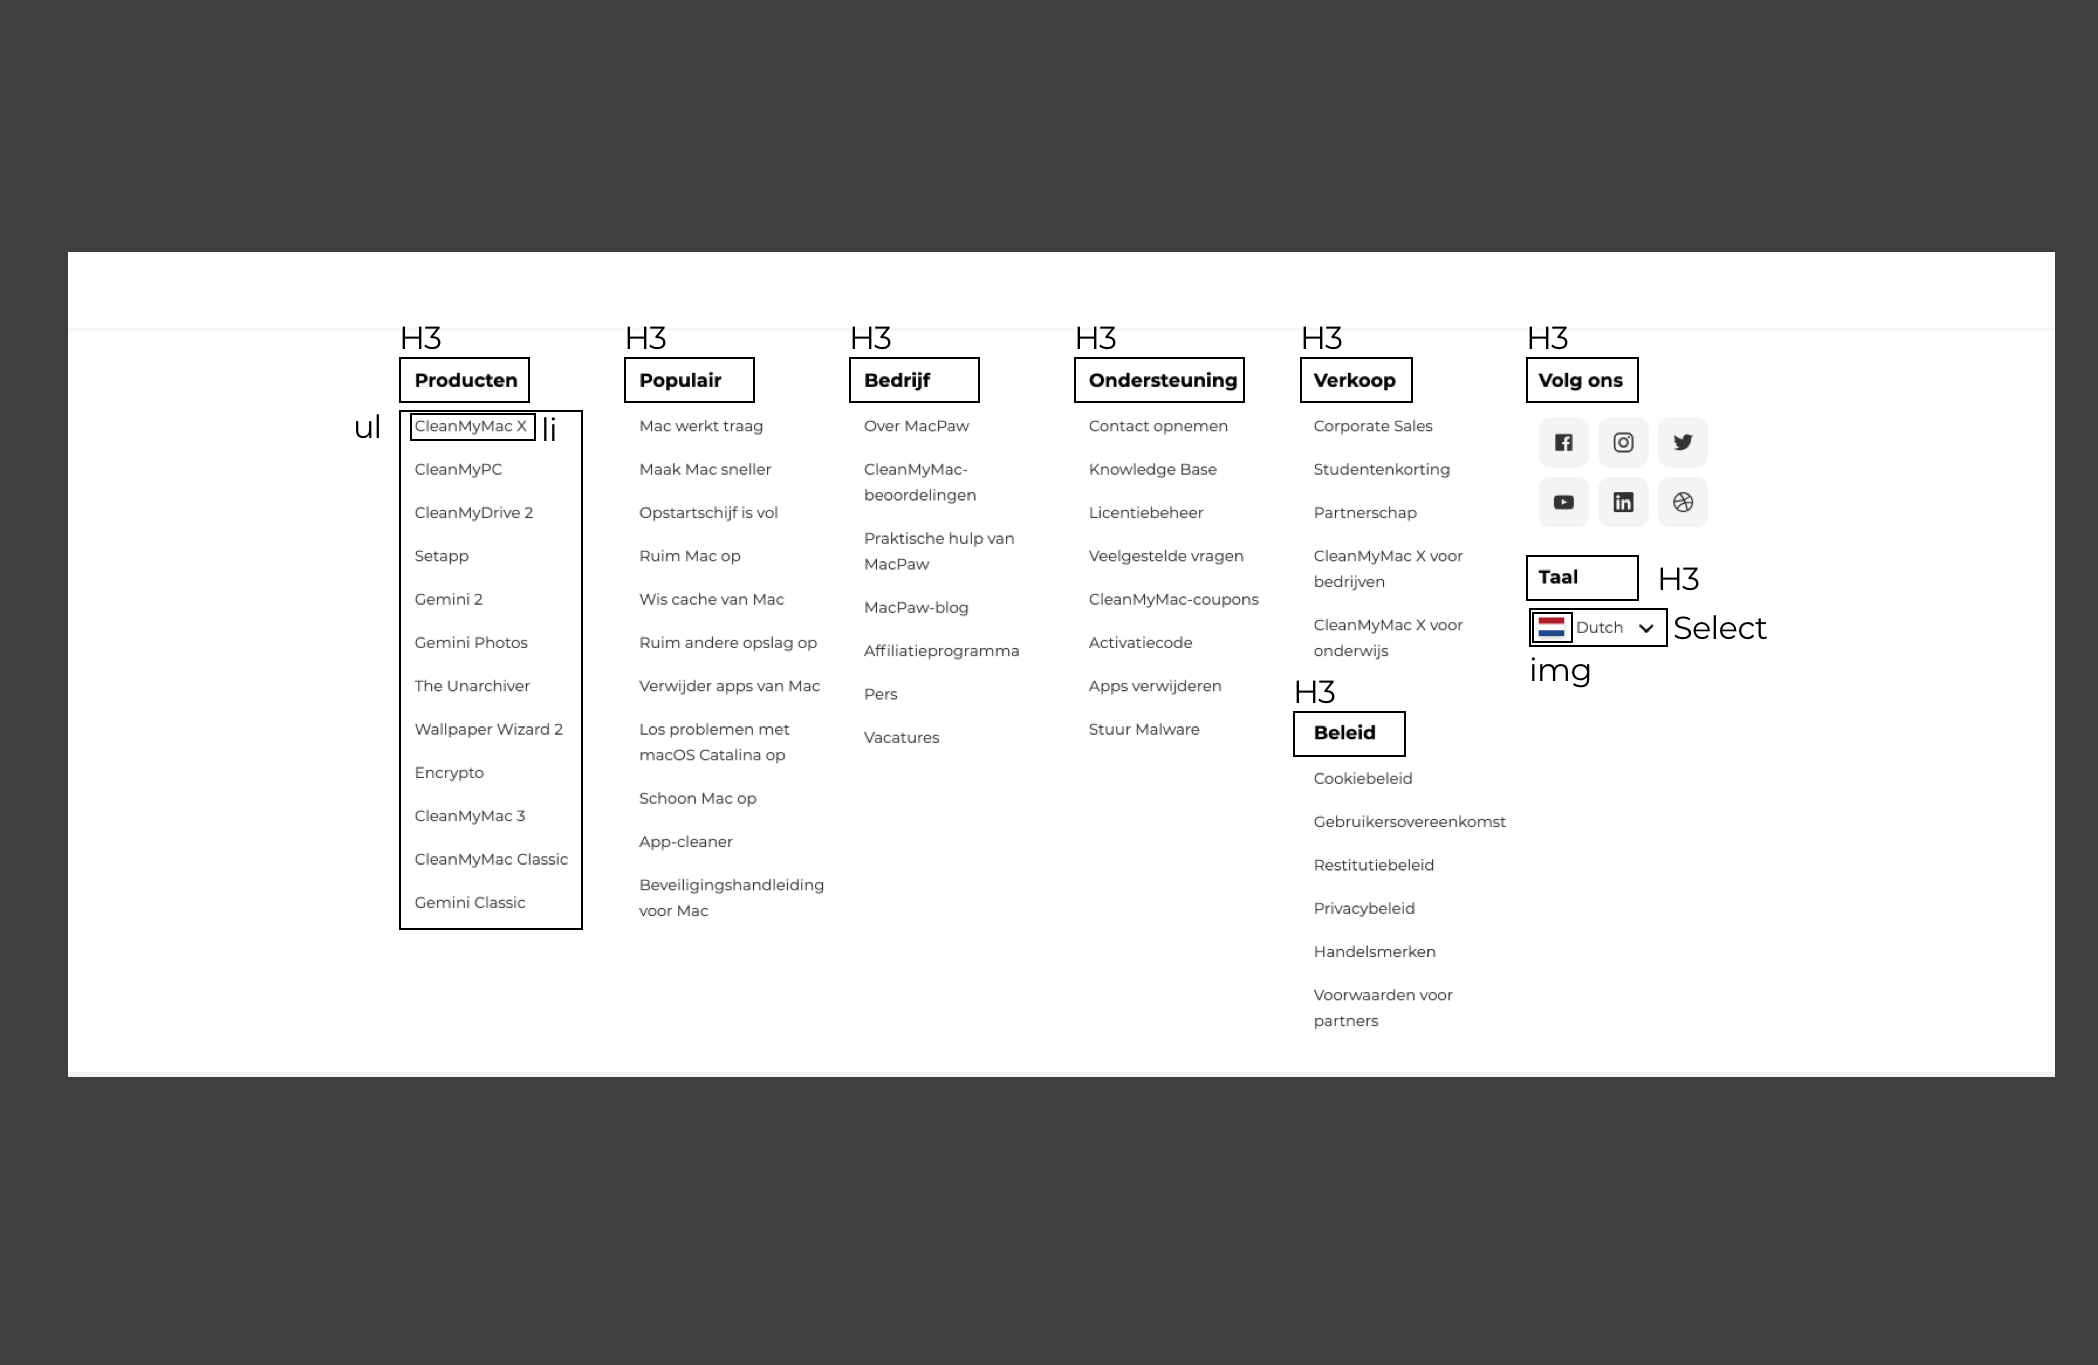 H3
Producten
ul
CleanMyMac X
li
CleanMyPC
CleanMyDrive 2
Setapp
Gemini 2
Gemini Photos
The Unarchiver
Wallpaper Wizard 2
Encrypto
CleanMyMac 3
CleanMyMac Classic
Gemini Classic
H3
Populair
Mac werkt traag
Maak Mac sneller
Opstartschijf is vol
Ruim Mac op
Wis cache van Mac
Ruim andere opslag op
Verwijder apps van Mac
Los problemen met
macOS Catalina op
Schoon Mac op
App-cleaner
Beveiligingshandleiding
voor Mac
H3
Bedrijf
Over MacPaw
CleanMyMac-
beoordelingen
Praktische hulp van
MacPaw
MacPaw-blog
Affiliatieprogramma
Pers
Vacatures
H3
Ondersteuning
Contact opnemen
Knowledge Base
Licentiebeheer
Veelgestelde vragen
CleanMyMac-coupons
Activatiecode
Apps verwijderen
Stuur Malware
H3
Verkoop
Corporate Sales
Studentenkorting
Partnerschap
CleanMyMac X voor
bedrijven
CleanMyMac X voor
onderwijs
H3
Beleid
Cookiebeleid
Gebruikersovereenkomst
Restitutiebeleid
Privacybeleid
Handelsmerken
Voorwaarden voor
partners
H3
Volg ons
Taal
H3
Dutch
Select
img